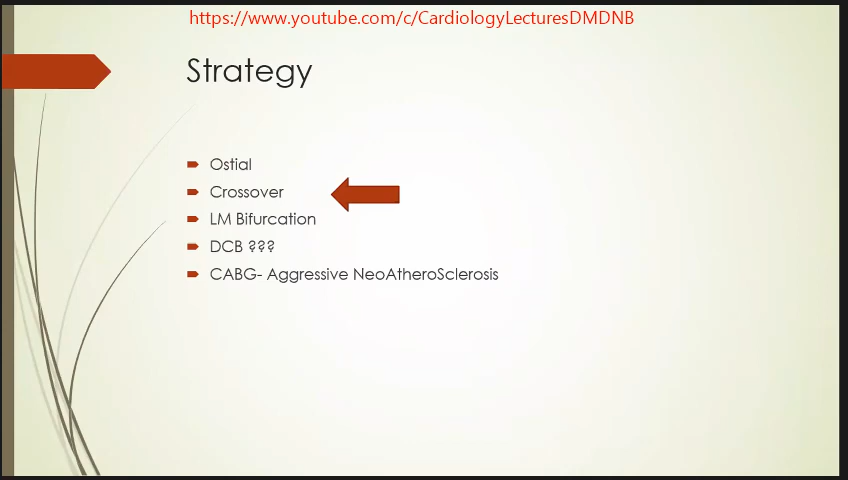 https://www.youtube.com/c/CardiologyLecturesDMDNB
Strategy
Ostial
Crossover
LM Bifurcation
DCB ???
CABG- Aggressive NeoAtheroSclerosis